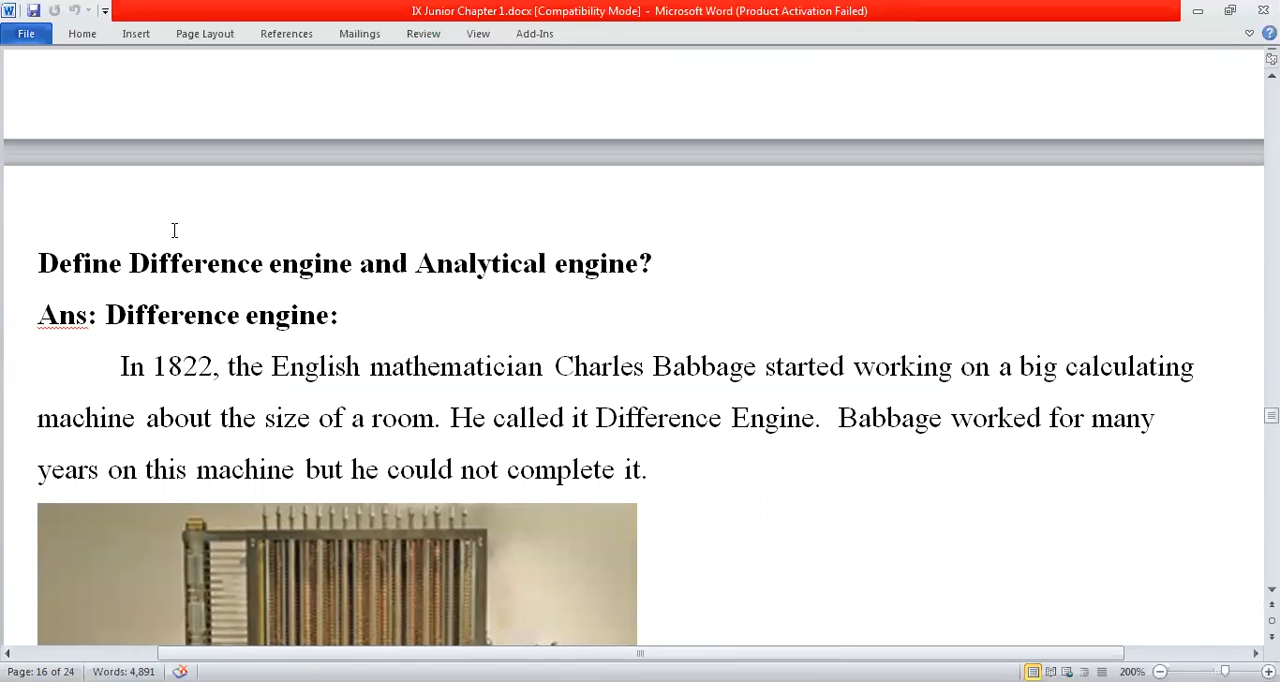 IX Junior Chapter 1.docx [Compatibility Mode] - Microsoft Word (Product Activation Failed)
File Home Insert Page Layout References Mailings Review View Add-Ins
Define Difference engine and Analytical engine?
Ans: Difference engine:
In 1822, the English mathematician Charles Babbage started working on a big calculating
machine about the size of a room. He called it Difference Engine. Babbage worked for many
years on this machine but he could not complete it.
Page: 16 of 24 Words: 4,891 200%